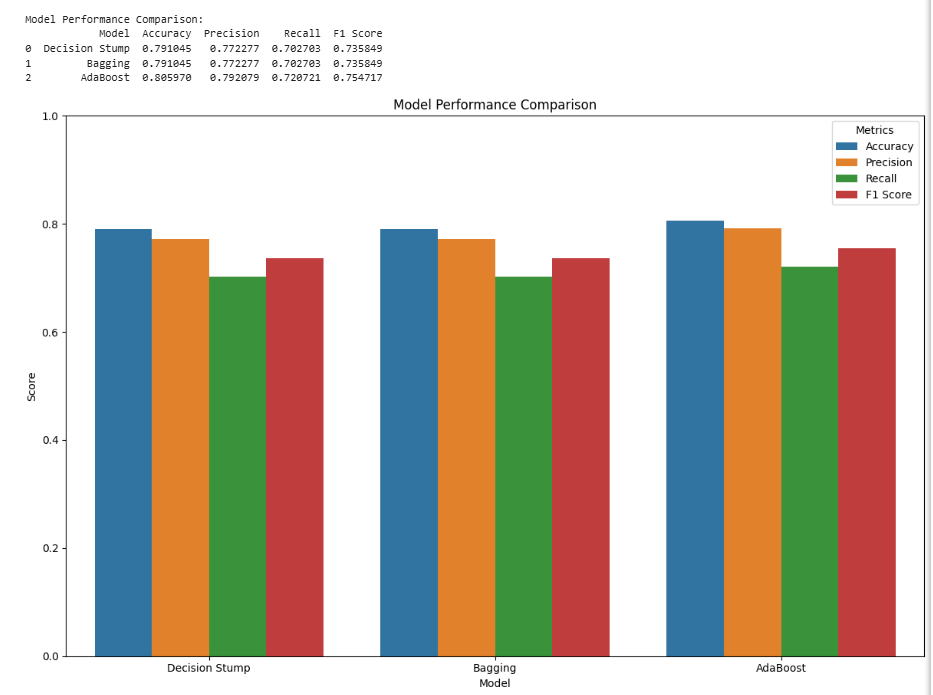 Model Performance Comparison:
Model Accuracy Precision Recall F1 Score
0 Decision Stump 0.791045 0.772277 0.702703 0.735849
1 Bagging 0.791045 0.772277 0.702703 0.735849
2 AdaBoost 0.805970 0.792079 0.720721 0.754717
Model Performance Comparison
1.0
0.8
0.6
0.4
0.2
0.0
Score
Metrics
Accuracy
Precision
Recall
F1 Score
Decision Stump Bagging AdaBoost
Model